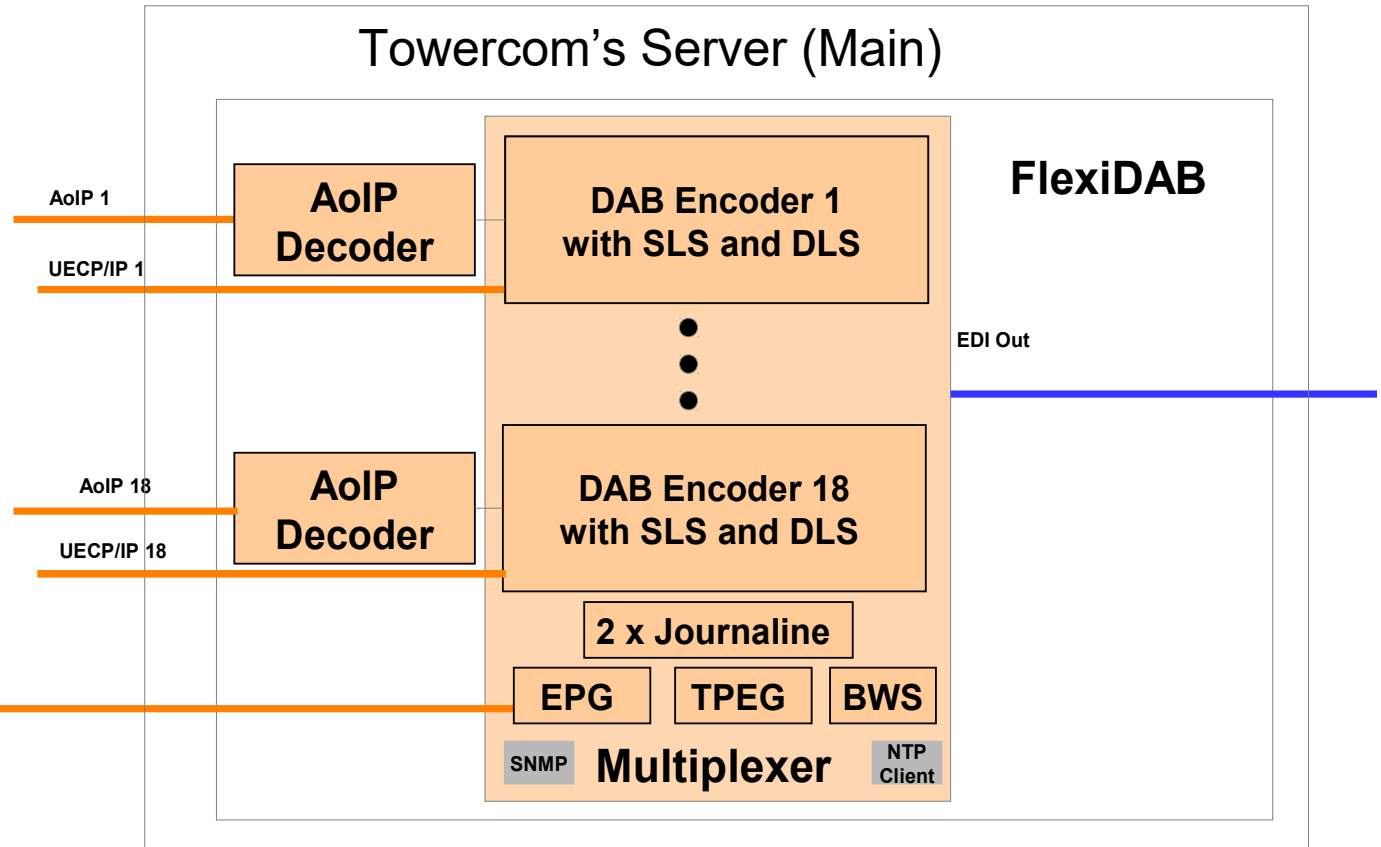 Towercom’s Server (Main)
FlexiDAB
AoIP 1
AoIP
Decoder
UECP/IP 1
DAB Encoder 1
with SLS and DLS
EDI Out
AoIP 18
AoIP
Decoder
UECP/IP 18
DAB Encoder 18
with SLS and DLS
2 x Journaline
EPG
TPEG
BWS
SNMP
Multiplexer
NTP
Client